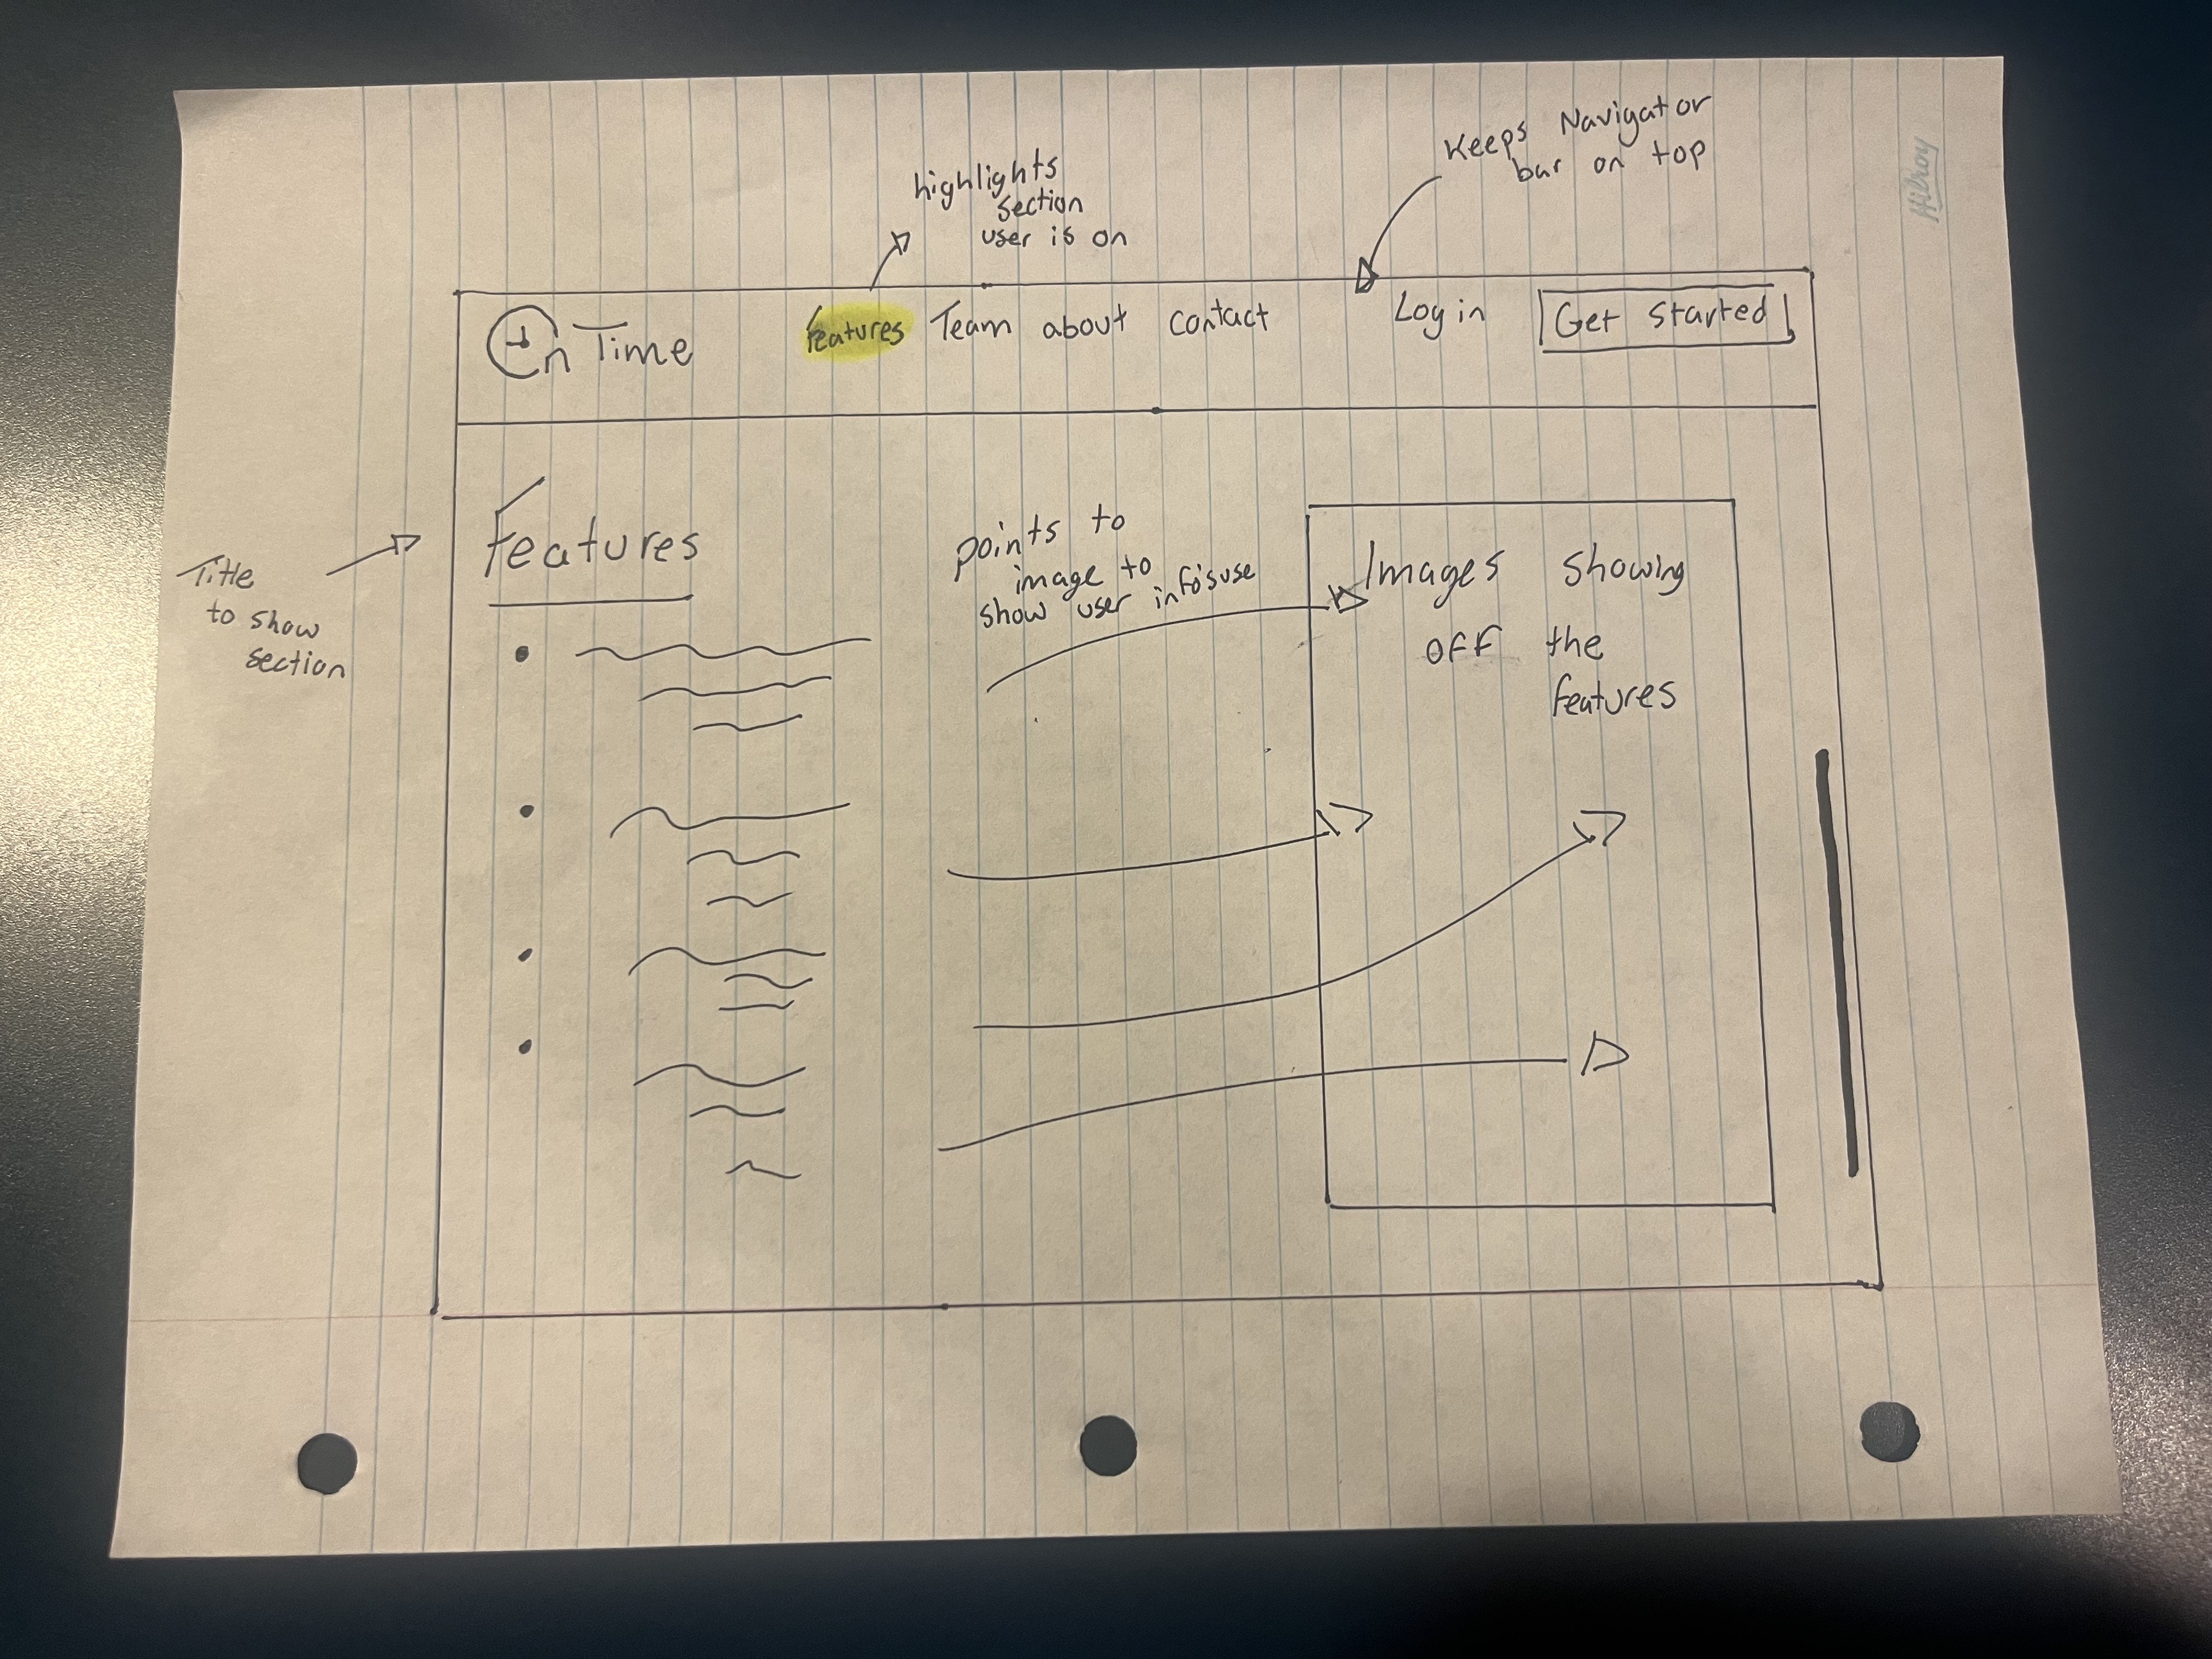 Keeps Navigator
bar on top
highlights
section
user is on
On Time
features Team about Contact
Log in
Get Started
Title
to show
section
Features
points to
image to
show user
in use
Images Showing
off the
features
Hilroy